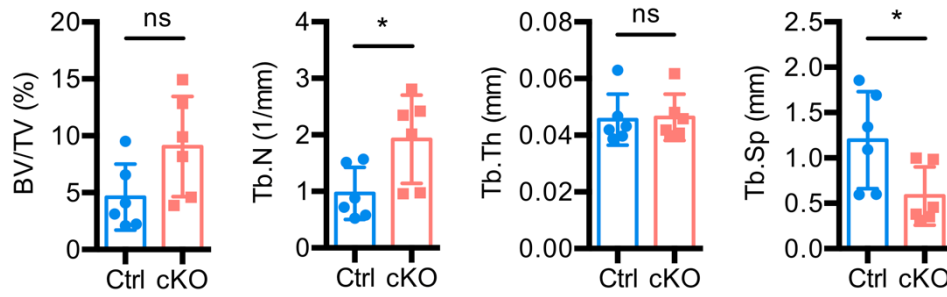 BV/TV (%)
20
15
10
5
0
ns
Ctrl cKO
Tb.N (1/mm)
4
3
2
1
0
*
Ctrl cKO
Tb.Th (mm)
0.08
0.06
0.04
0.02
0.00
ns
Ctrl cKO
Tb.Sp (mm)
2.5
2.0
1.5
1.0
0.5
0.0
*
Ctrl cKO